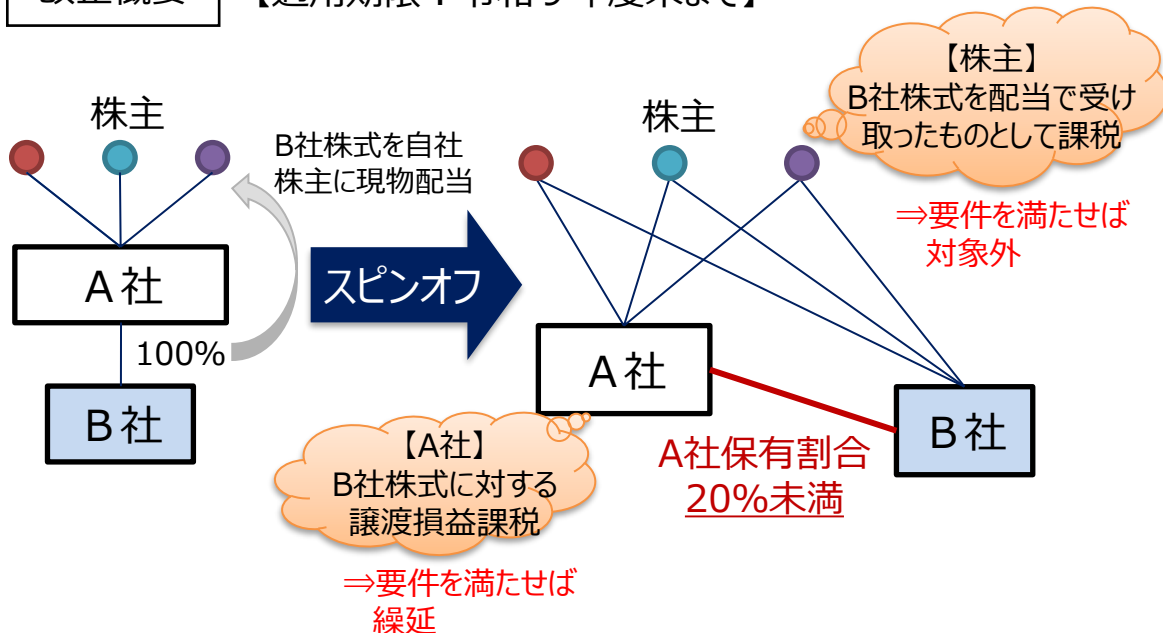 株主
B社株式を自社
株主に現物配当
A社
100%
B社
スピンオフ
株主
【株主】
B社株式を配当で受け
取ったものとして課税
⇒要件を満たせば
対象外
A社
B社
A社保有割合
20%未満
【A社】
B社株式に対する
譲渡損益課税
⇒要件を満たせば
繰延